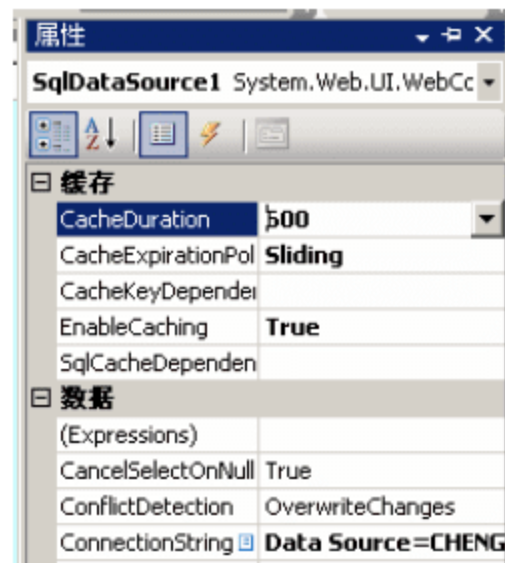 属性
SqlDataSource1 System.Web.UI.WebCc
缓存
CacheDuration 500
CacheExpirationPol Sliding
CacheKeyDepender
EnableCaching True
SqlCacheDependen
数据
(Expressions)
CancelSelectOnNull True
ConflictDetection OverwriteChanges
ConnectionString Data Source=CHENG